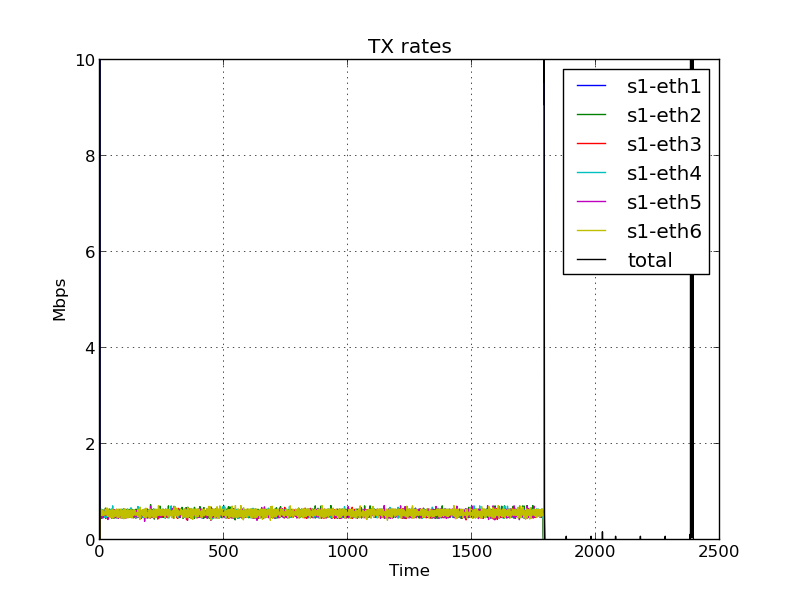 TX rates
10
8
6
4
2
0
Mbps
s1-eth1
s1-eth2
s1-eth3
s1-eth4
s1-eth5
s1-eth6
total
0 500 1000 1500 2000 2500
Time